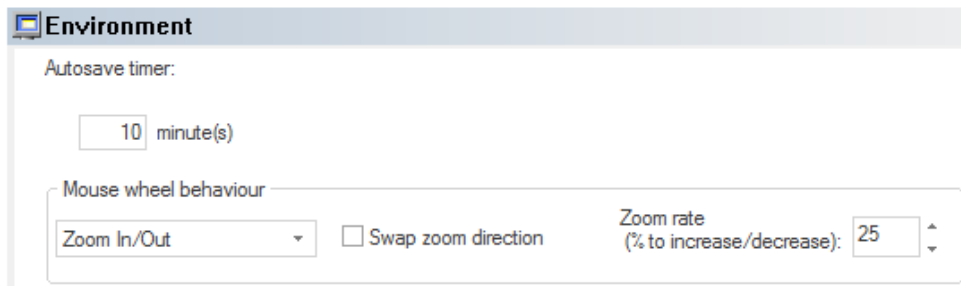 Environment
Autosave timer:
10 minute(s)
Mouse wheel behaviour
Zoom In/Out
Swap zoom direction
Zoom rate
(% to increase/decrease):
25